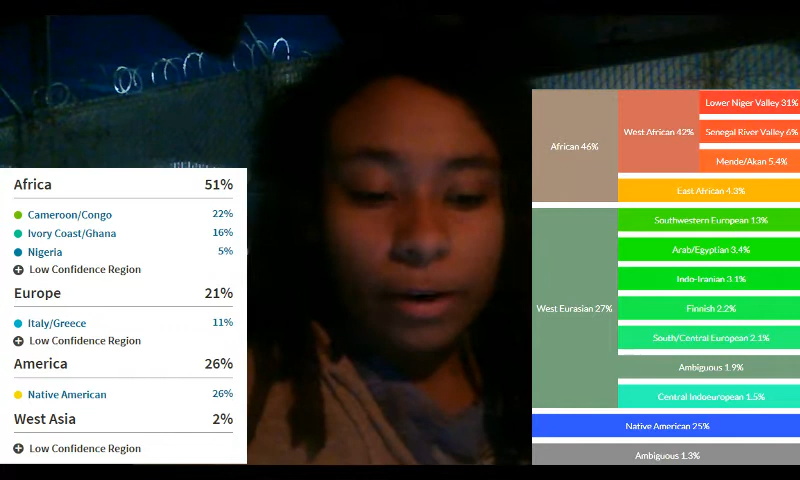 Africa 51%
Cameroon/Congo 22%
Ivory Coast/Ghana 16%
Nigeria 5%
Low Confidence Region
Europe 21%
Italy/Greece 11%
Low Confidence Region
America 26%
Native American 26%
West Asia 2%
Low Confidence Region
African 46%
West African 42%
Lower Niger Valley 31%
Senegal River Valley 6%
Mende/Akan 5.4%
East African 4.3%
West Eurasian 27%
Southwestern European 13%
Arab/Egyptian 3.4%
Indo-Iranian 3.1%
Finnish 2.2%
South/Central European 2.1%
Ambiguous 1.9%
Central Indoeuropean 1.5%
Native American 25%
Ambiguous 1.3%